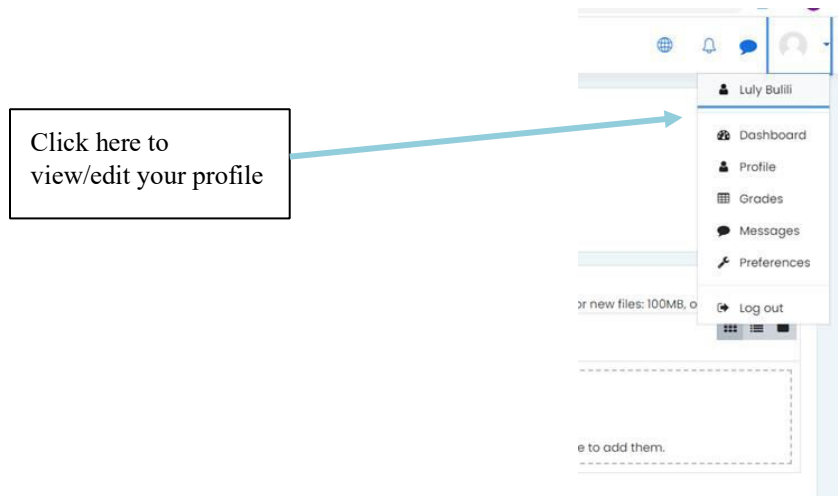 Luly Bulili
Click here to
view/edit your profile
Dashboard
Profile
Grades
Messages
Preferences
or new files: 100MB, o
Log out
e to add them.